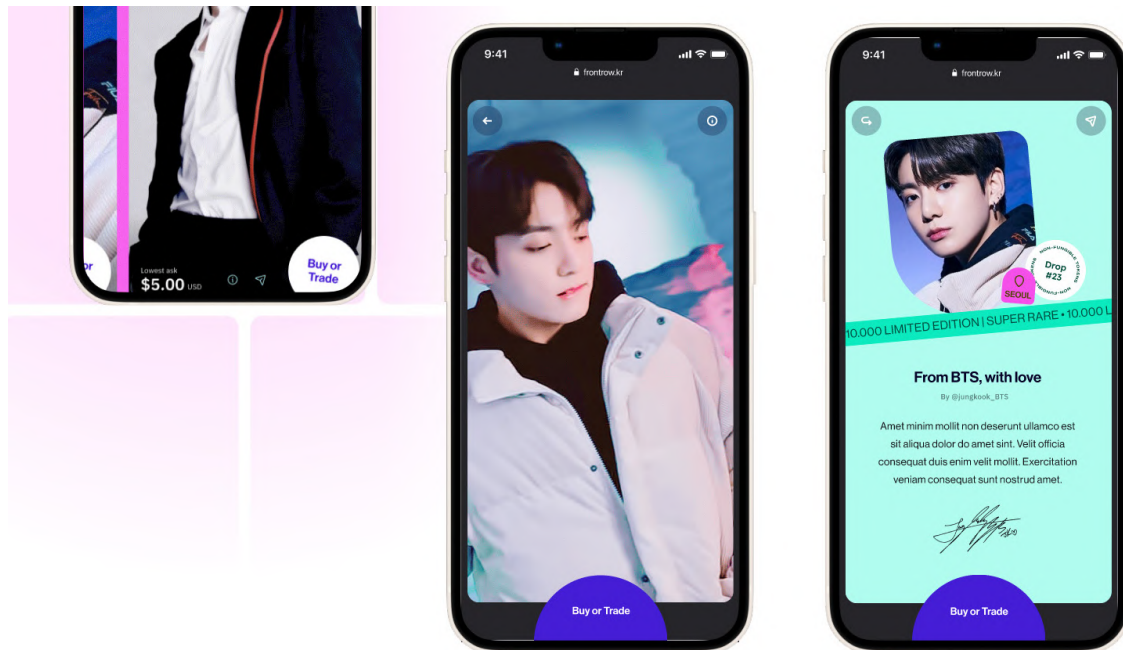 or
Lowest ask
$5.00 USD
Buy or
Trade
9:41
frontrow.kr
Buy or Trade
9:41
frontrow.kr
NON-FUNGIBLE TOKENS
Drop
#23
SEOUL
10.000 LIMITED EDITION | SUPER RARE • 10.000 L
From BTS, with love
By @jungkook_BTS
Amet minim mollit non deserunt ullamco est
sit aliqua dolor do amet sint. Velit officia
consequat duis enim velit mollit. Exercitation
veniam consequat sunt nostrud amet.
Buy or Trade